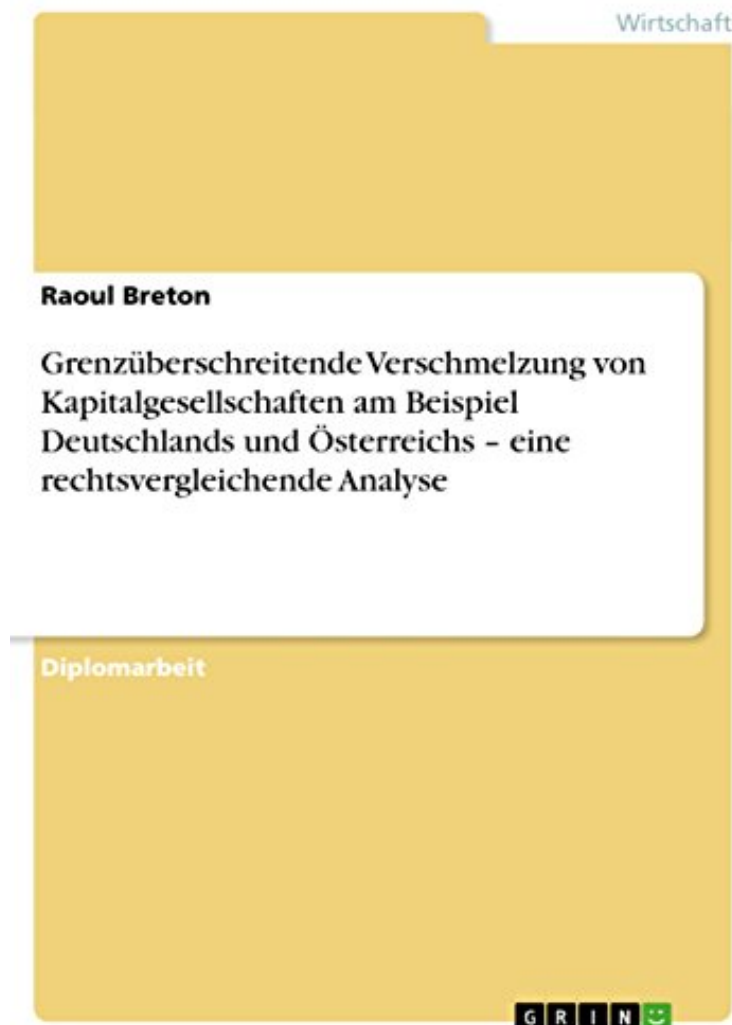 Wirtschaft
Raoul Breton
Grenzüberschreitende Verschmelzung von
Kapitalgesellschaften am Beispiel
Deutschlands und Österreichs – eine
rechtsvergleichende Analyse
Diplomarbeit
GRIN